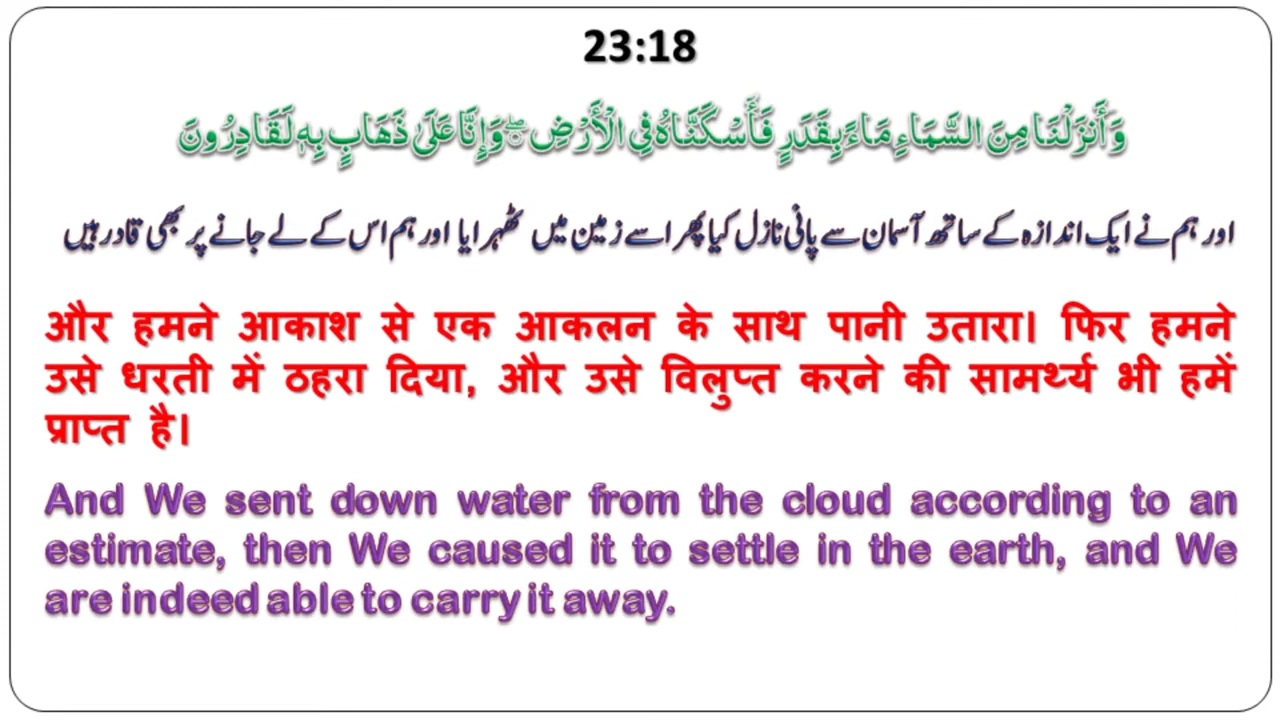 23:18
وَأَنزَلْنَا مِنَ السَّمَاءِ مَاءً بِقَدَرٍ فَأَسْكَنَّاهُ فِي الْأَرْضِ ۖ وَإِنَّا عَلَىٰ ذَهَابٍ بِهِ لَقَادِرُونَ
اور ہم نے ایک اندازہ کے ساتھ آسمان سے پانی نازل کیا پھر اسے زمین میں ٹھہرایا اور ہم اس کے لے جانے پر بھی قادر ہیں
और हमने आकाश से एक आकलन के साथ पानी उतारा। फिर हमने
उसे धरती में ठहरा दिया, और उसे विलुप्त करने की सामर्थ्य भी हमें
प्राप्त है।
And We sent down water from the cloud according to an
estimate, then We caused it to settle in the earth, and We
are indeed able to carry it away.